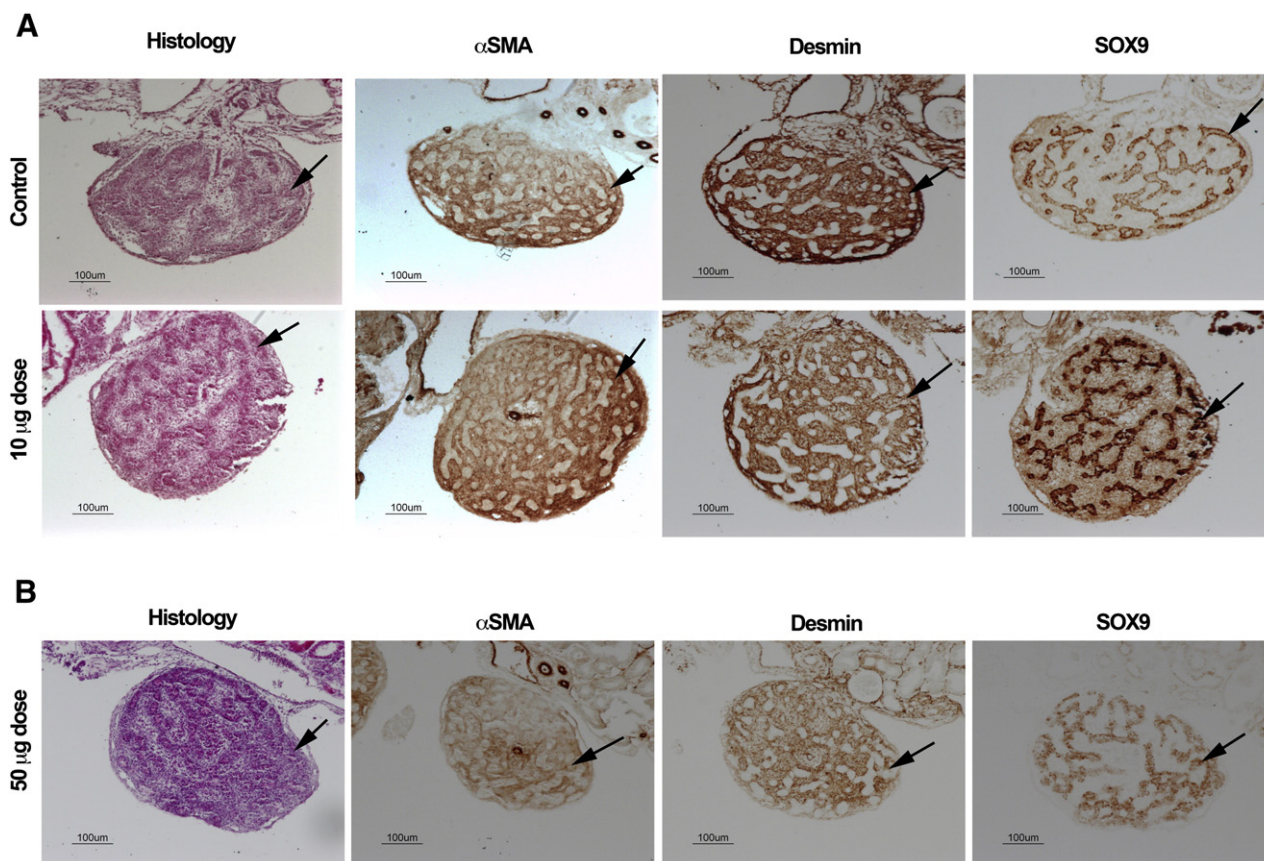 A
Histology
αSMA
Desmin
SOX9
Control
100um
100um
100um
100um
10 μg dose
100um
100um
100um
100um
B
Histology
αSMA
Desmin
SOX9
50 μg dose
100um
100um
100um
100um